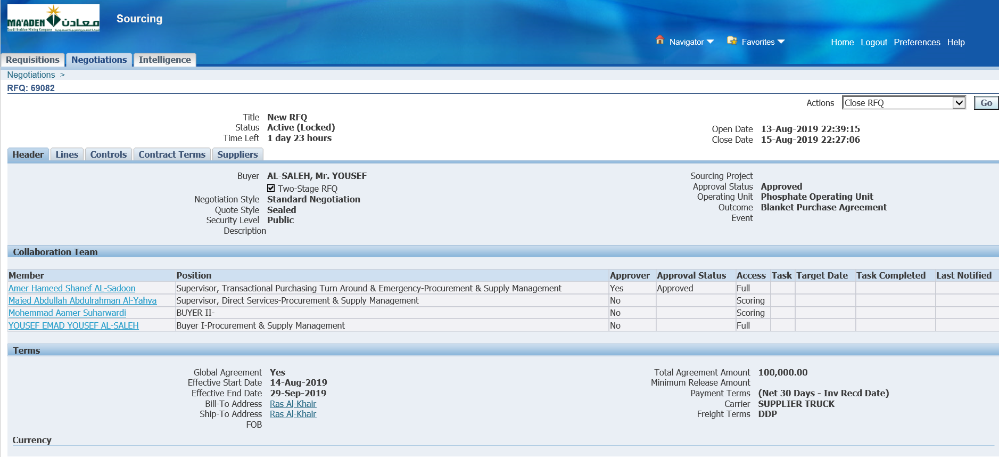 MA'ADEN معادن
Saudi Arabian Mining Company شركة التعدين العربية السعودية
Sourcing
Navigator Favorites Home Logout Preferences Help
Requisitions Negotiations Intelligence
Negotiations >
RFQ: 69082
Actions Close RFQ Go
Title New RFQ
Status Active (Locked)
Time Left 1 day 23 hours
Open Date 13-Aug-2019 22:39:15
Close Date 15-Aug-2019 22:27:06
Header Lines Controls Contract Terms Suppliers
Buyer AL-SALEH, Mr. YOUSEF
Two-Stage RFQ
Negotiation Style Standard Negotiation
Quote Style Sealed
Security Level Public
Description
Sourcing Project
Approval Status Approved
Operating Unit Phosphate Operating Unit
Outcome Blanket Purchase Agreement
Event
Collaboration Team
Member Position Approver Approval Status Access Task Target Date Task Completed Last Notified
Amer Hameed Shanef AL-Sadoon Supervisor, Transactional Purchasing Turn Around & Emergency-Procurement & Supply Management Yes Approved Full
Majed Abdullah Abdulrahman Al-Yahya Supervisor, Direct Services-Procurement & Supply Management No Scoring
Mohemmad Aamer Suharwardi BUYER II- No Scoring
YOUSEF EMAD YOUSEF AL-SALEH Buyer I-Procurement & Supply Management No Full
Terms
Global Agreement Yes
Effective Start Date 14-Aug-2019
Effective End Date 29-Sep-2019
Bill-To Address Ras Al-Khair
Ship-To Address Ras Al-Khair
FOB
Total Agreement Amount 100,000.00
Minimum Release Amount
Payment Terms (Net 30 Days - Inv Recd Date)
Carrier SUPPLIER TRUCK
Freight Terms DDP
Currency